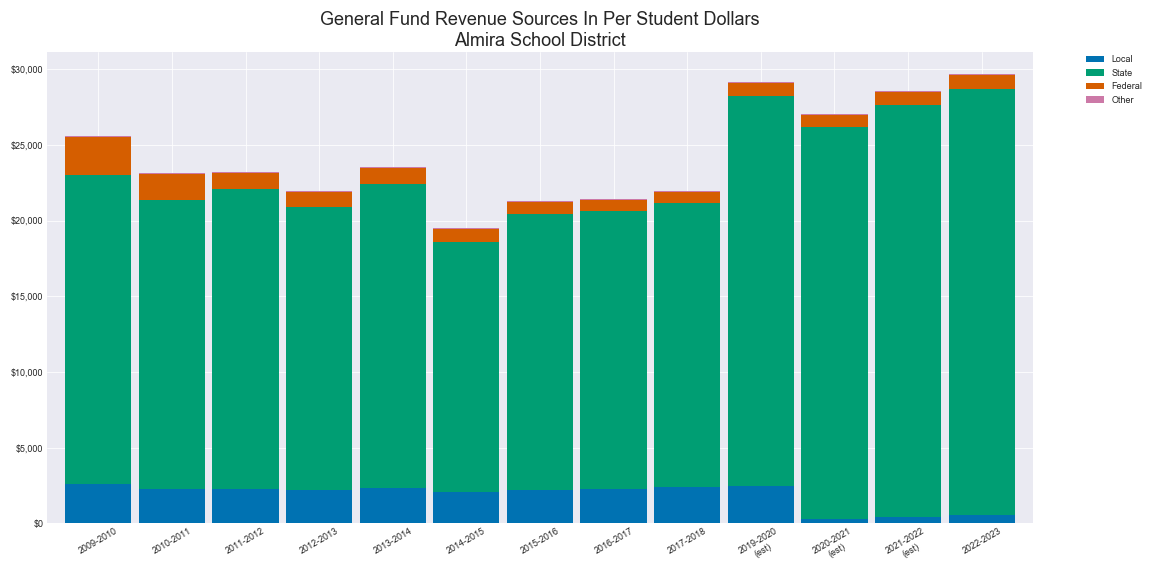 General Fund Revenue Sources In Per Student Dollars
Almira School District
Local
State
Federal
Other
$30,000
$25,000
$20,000
$15,000
$10,000
$5,000
$0
2009-2010
2010-2011
2011-2012
2012-2013
2013-2014
2014-2015
2015-2016
2016-2017
2017-2018
2019-2020
(est)
2020-2021
(est)
2021-2022
(est)
2022-2023